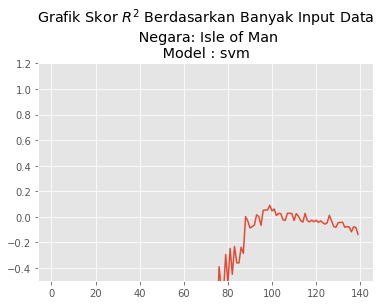 Grafik Skor $R^2$ Berdasarkan Banyak Input Data
Negara: Isle of Man
Model : svm
1.2
1.0
0.8
0.6
0.4
0.2
0.0
−0.2
−0.4
0 20 40 60 80 100 120 140